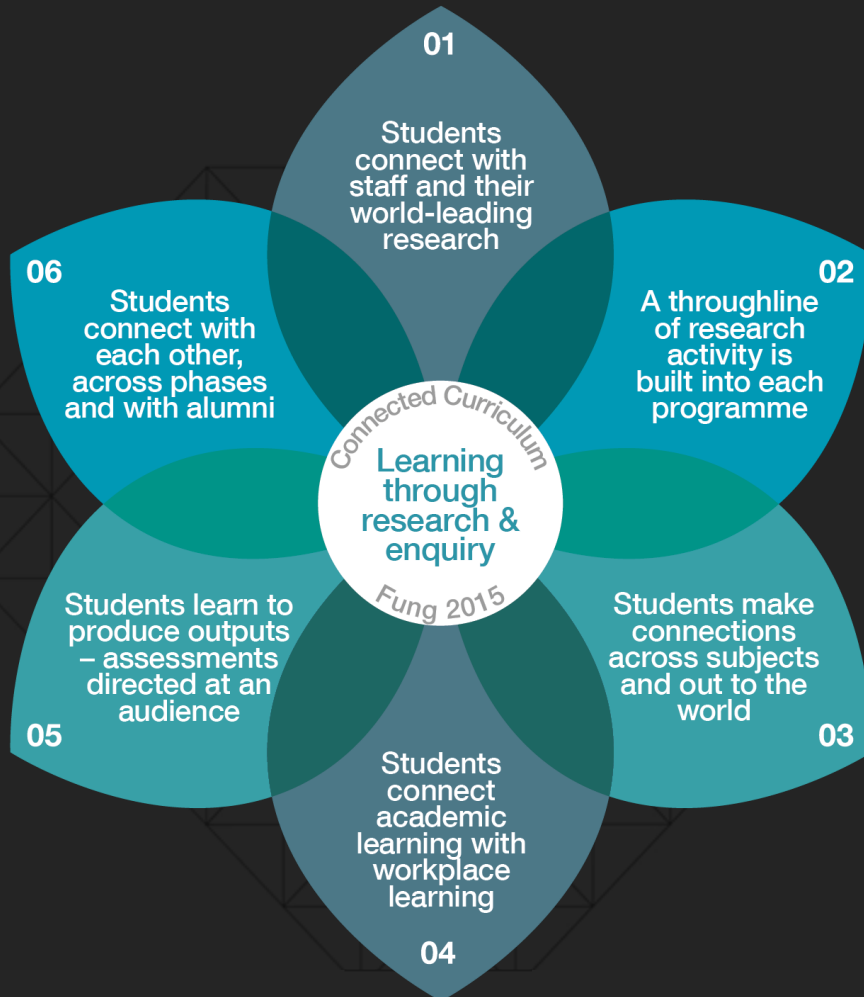 01
Students
connect with
staff and their
world-leading
research
02
A throughline
of research
activity is
built into each
programme
Students make
connections
across subjects
and out to the
world
03
Students
connect
academic
learning with
workplace
learning
04
Students learn to
produce outputs
– assessments
directed at an
audience
05
06
Students
connect with
each other,
across phases
and with alumni
Connected Curriculum
Learning
through
research &
enquiry
Fung 2015